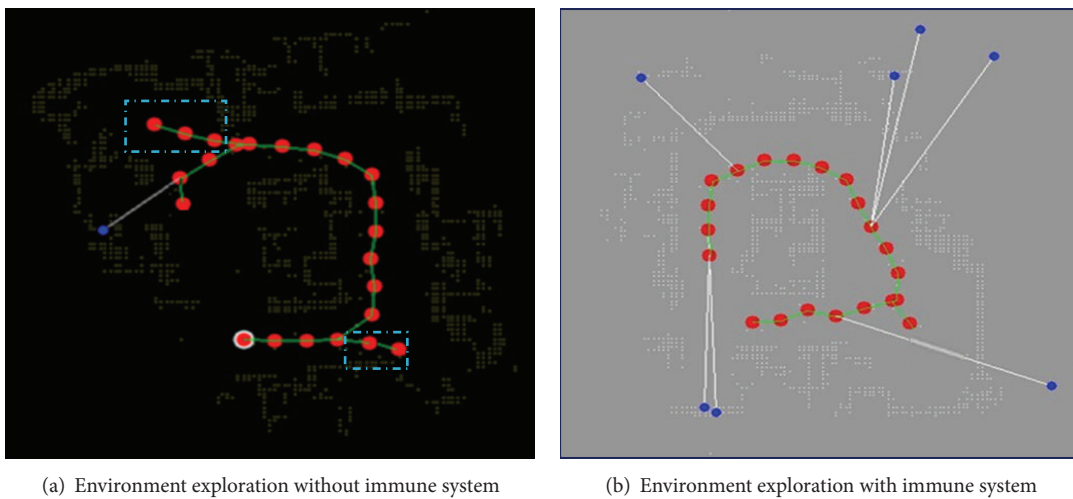 (a) Environment exploration without immune system
(b) Environment exploration with immune system